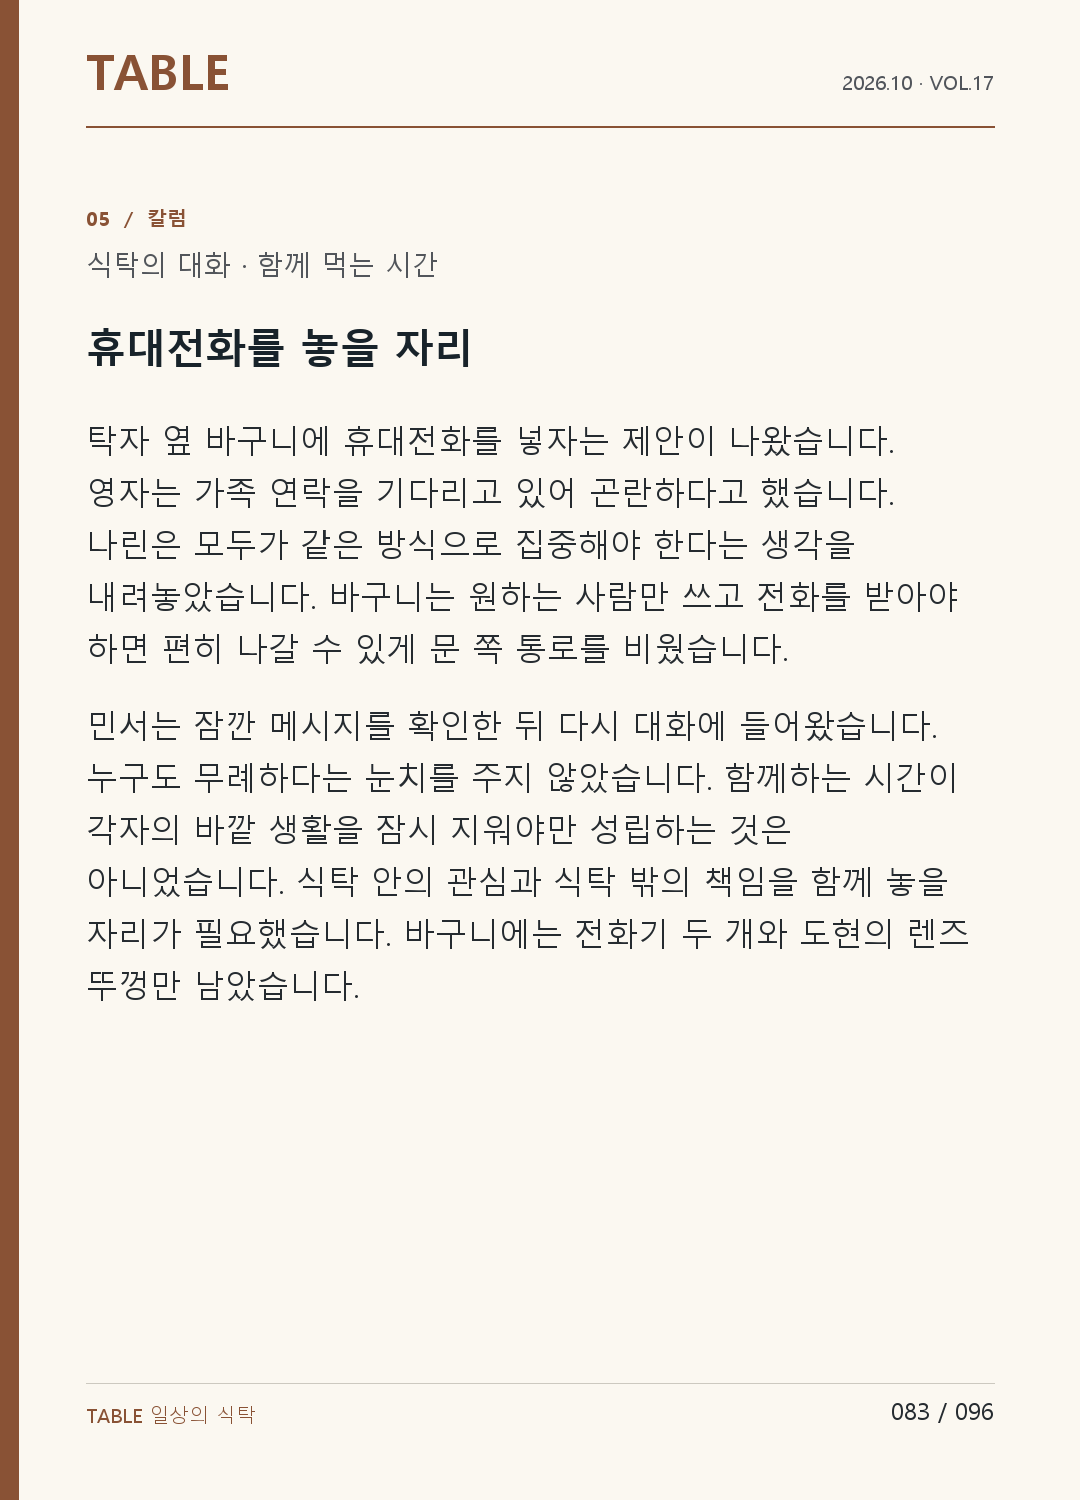 TABLE
2026.10 · VOL.17
05 / 칼럼
식탁의 대화 · 함께 먹는 시간
휴대전화를 놓을 자리
탁자 옆 바구니에 휴대전화를 넣자는 제안이 나왔습니다.
영자는 가족 연락을 기다리고 있어 곤란하다고 했습니다.
나린은 모두가 같은 방식으로 집중해야 한다는 생각을
내려놓았습니다. 바구니는 원하는 사람만 쓰고 전화를 받아야
하면 편히 나갈 수 있게 문 쪽 통로를 비웠습니다.
민서는 잠깐 메시지를 확인한 뒤 다시 대화에 들어왔습니다.
누구도 무례하다는 눈치를 주지 않았습니다. 함께하는 시간이
각자의 바깥 생활을 잠시 지워야만 성립하는 것은
아니었습니다. 식탁 안의 관심과 식탁 밖의 책임을 함께 놓을
자리가 필요했습니다. 바구니에는 전화기 두 개와 도현의 렌즈
뚜껑만 남았습니다.
TABLE 일상의 식탁
083 / 096